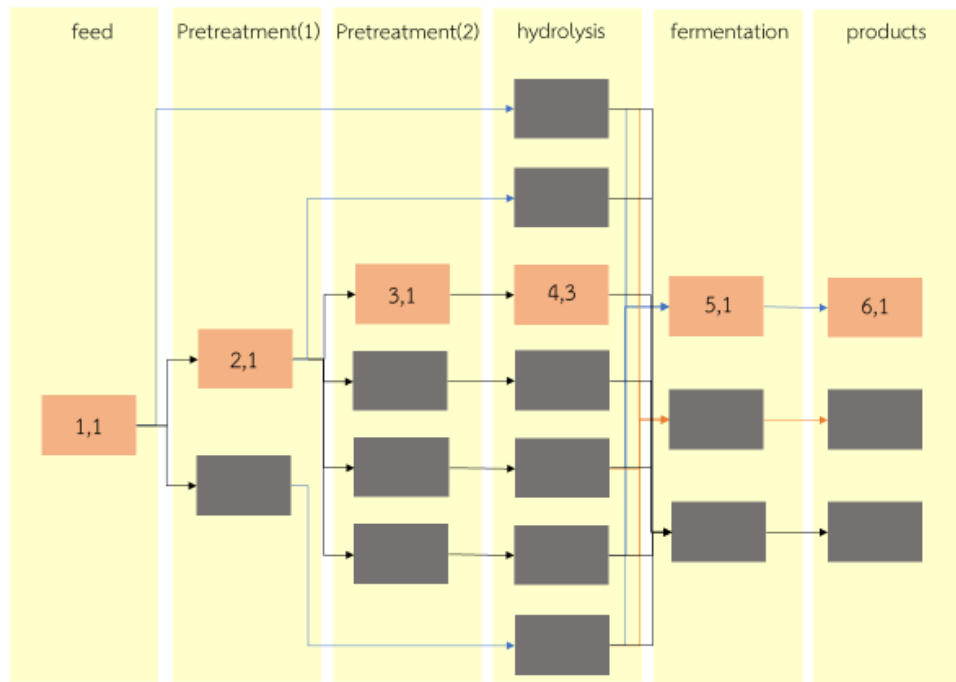 feed Pretreatment(1) Pretreatment(2) hydrolysis fermentation products
3,1 4,3 5,1 6,1
2,1
1,1